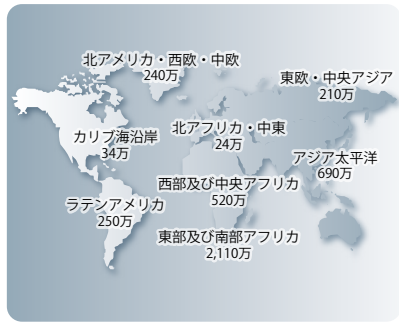 北アメリカ・西欧・中欧
240万
東欧・中央アジア
210万
カリブ海沿岸
34万
北アフリカ・中東
24万
アジア太平洋
690万
西部及び中央アフリカ
520万
ラテンアメリカ
250万
東部及び南部アフリカ
2,110万